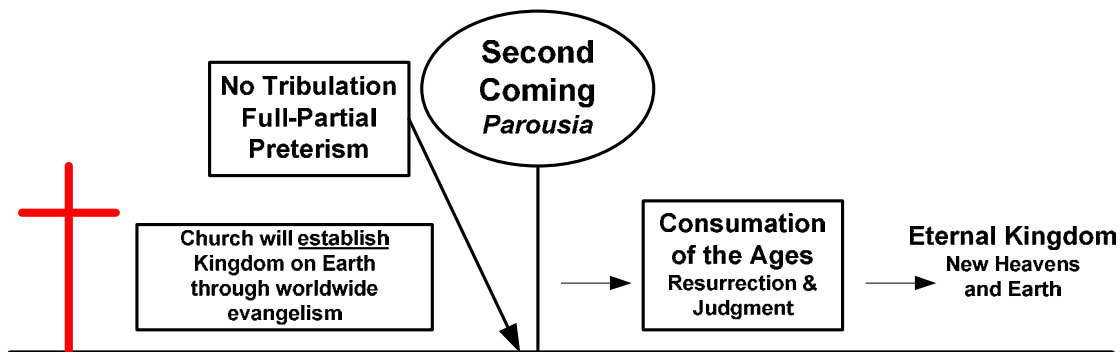 No Tribulation
Full-Partial
Preterism
Second
Coming
Parousia
Church will establish
Kingdom on Earth
through worldwide
evangelism
Consumation
of the Ages
Resurrection &
Judgment
Eternal Kingdom
New Heavens
and Earth